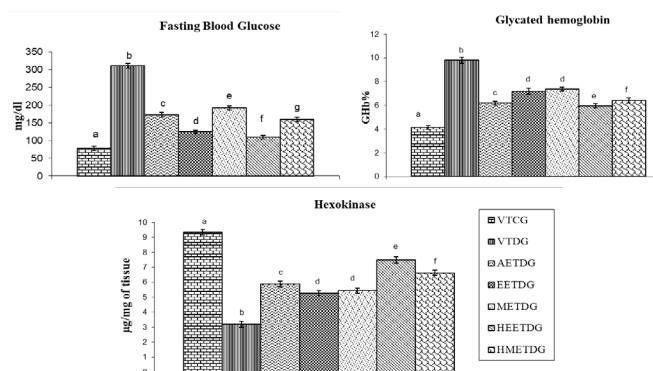 Fasting Blood Glucose
mg/dl
350
300
250
200
150
100
50
0
a
b
c
d
e
f
g
Glycated hemoglobin
GHb%
12
10
8
6
4
2
0
a
b
c
d
d
e
f
Hexokinase
µg/mg of tissue
10
9
8
7
6
5
4
3
2
1
0
a
b
c
d
d
e
f
VTCG
VTDG
AETDG
EETDG
METDG
HEETDG
HMETDG